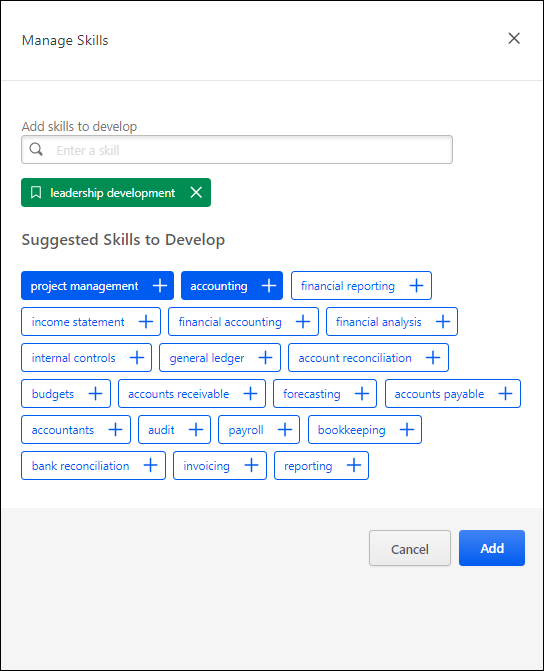 Manage Skills
Add skills to develop
Enter a skill
leadership development
Suggested Skills to Develop
project management accounting financial reporting
income statement financial accounting financial analysis
internal controls general ledger account reconciliation
budgets accounts receivable forecasting accounts payable
accountants audit payroll bookkeeping
bank reconciliation invoicing reporting
Cancel Add